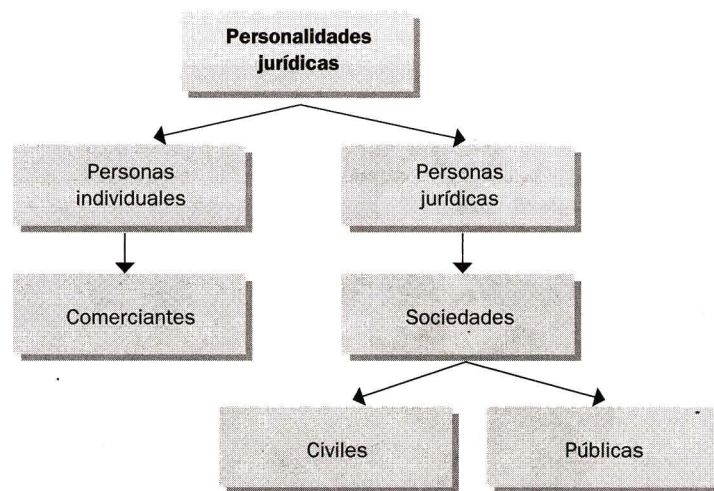 Personalidades
jurídicas
Personas
individuales
Personas
jurídicas
Comerciantes
Sociedades
Civiles
Públicas